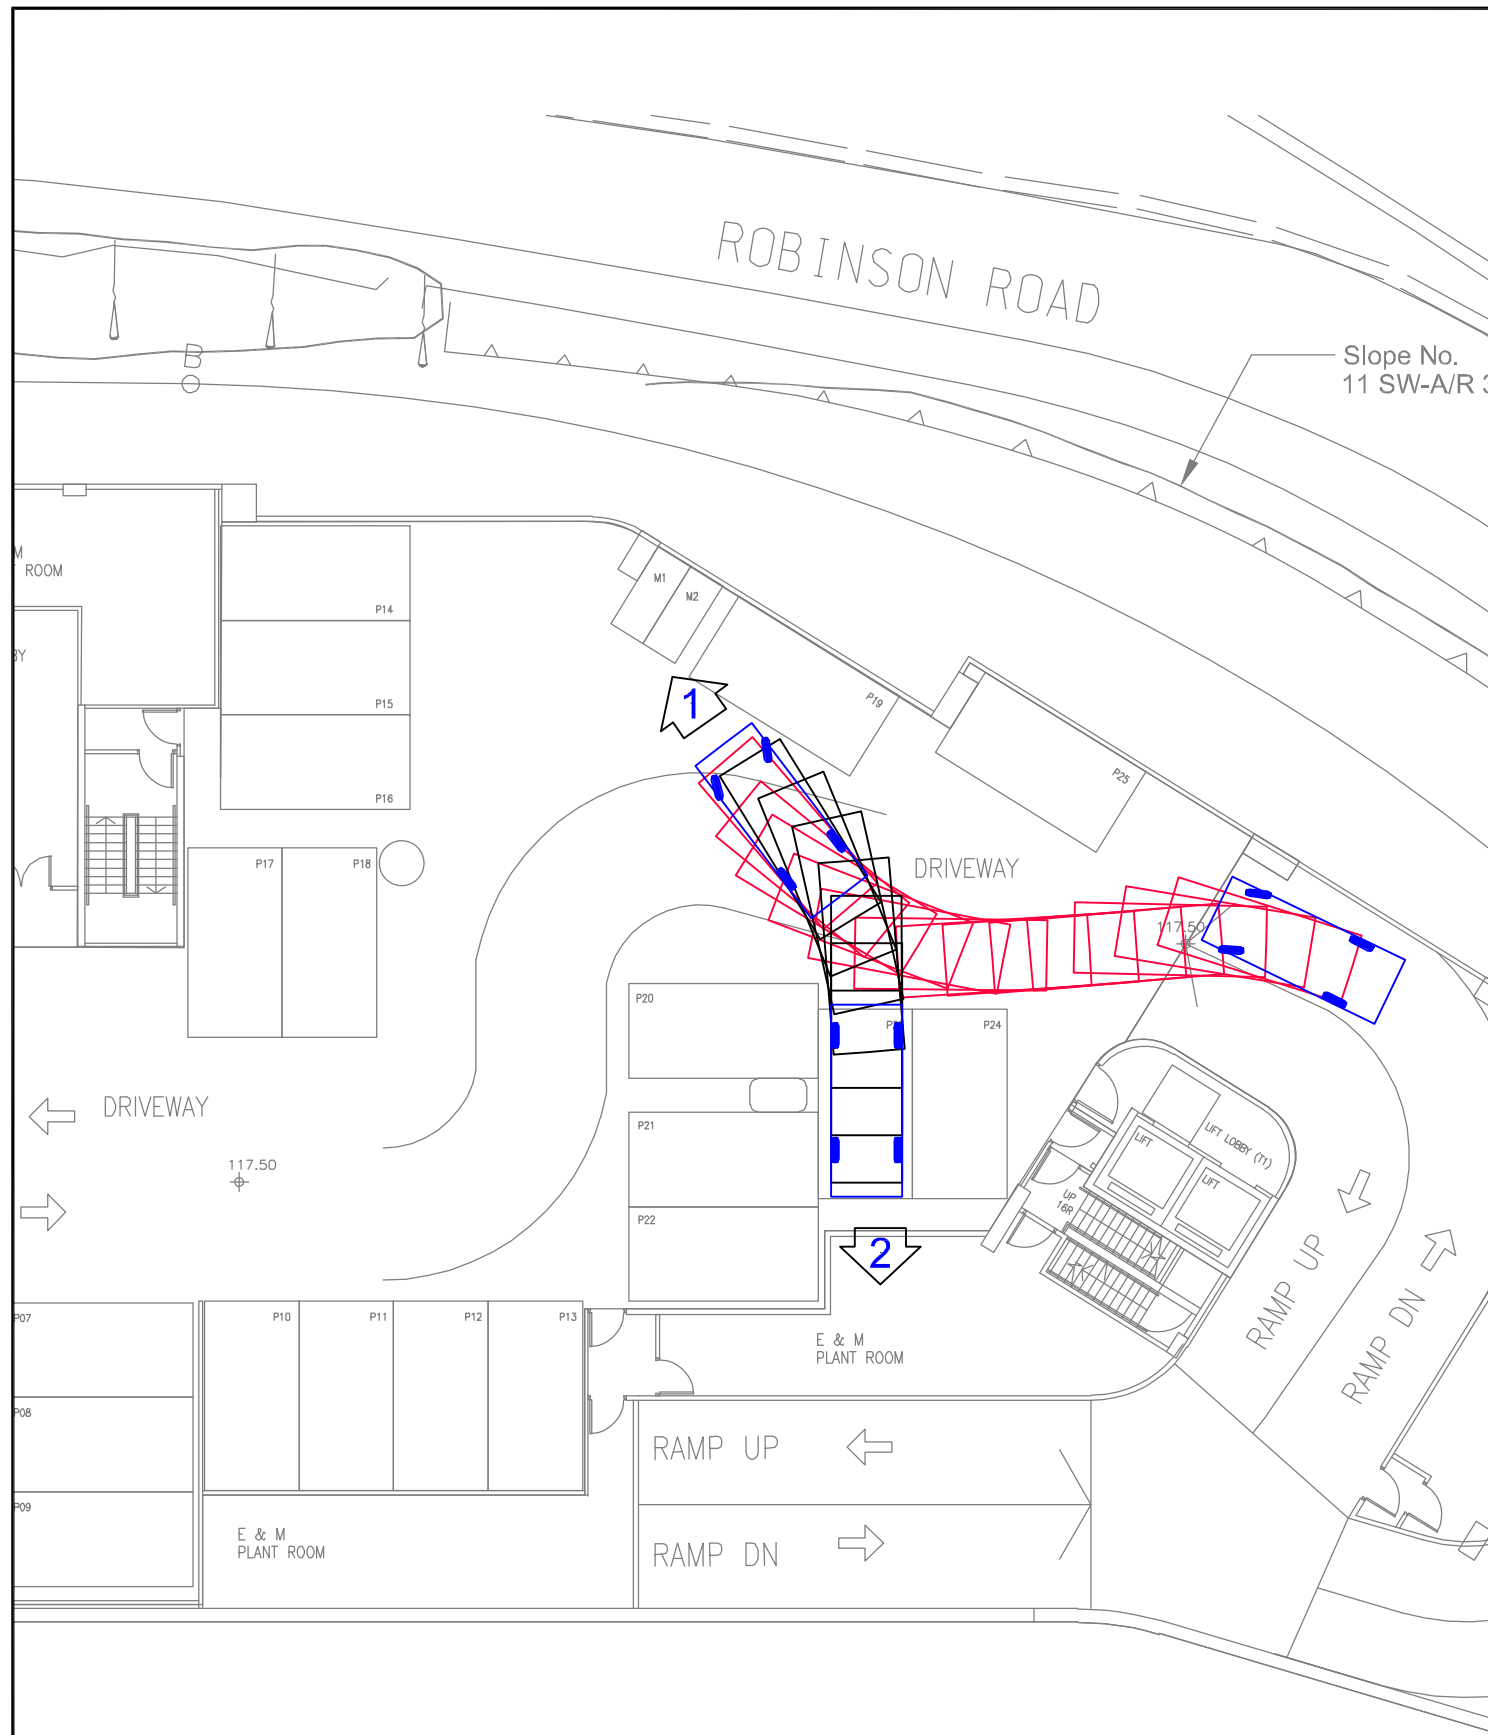 ROBINSON ROAD
Slope No.
11 SW-A/R 3
B
M
ROOM
M1
M2
P14
BY
P15
P19
1
P16
P25
P17
P18
DRIVEWAY
117.50
P20
P24
DRIVEWAY
P21
LIFT
LIFT LOBBY (T1)
117.50
LIFT
UP
16R
P22
2
RAMP UP
RAMP DN
P07
P10
P11
P12
P13
E & M
PLANT ROOM
P08
RAMP UP
P09
E & M
PLANT ROOM
RAMP DN